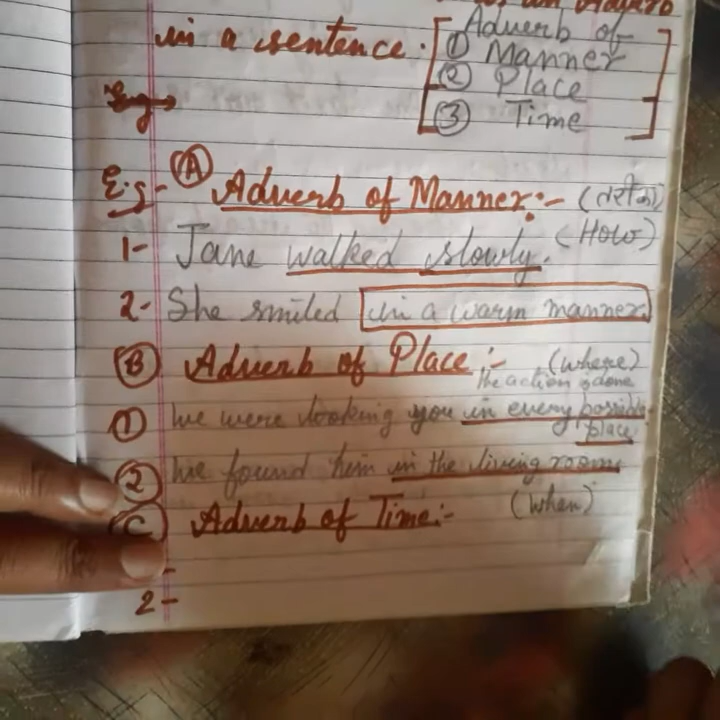 in a sentence. Adverb of
① Manner
② Place
③ Time
E.g- Ⓐ Adverb of Manner:- (तरीका)
(How)
1- Jane walked slowly.
2- She smiled in a warm manner.
Ⓑ Adverb of Place:- (where)
the action is done
① We were looking you in every possible
place
② We found him in the living room
Ⓒ Adverb of Time:- (when)
2-